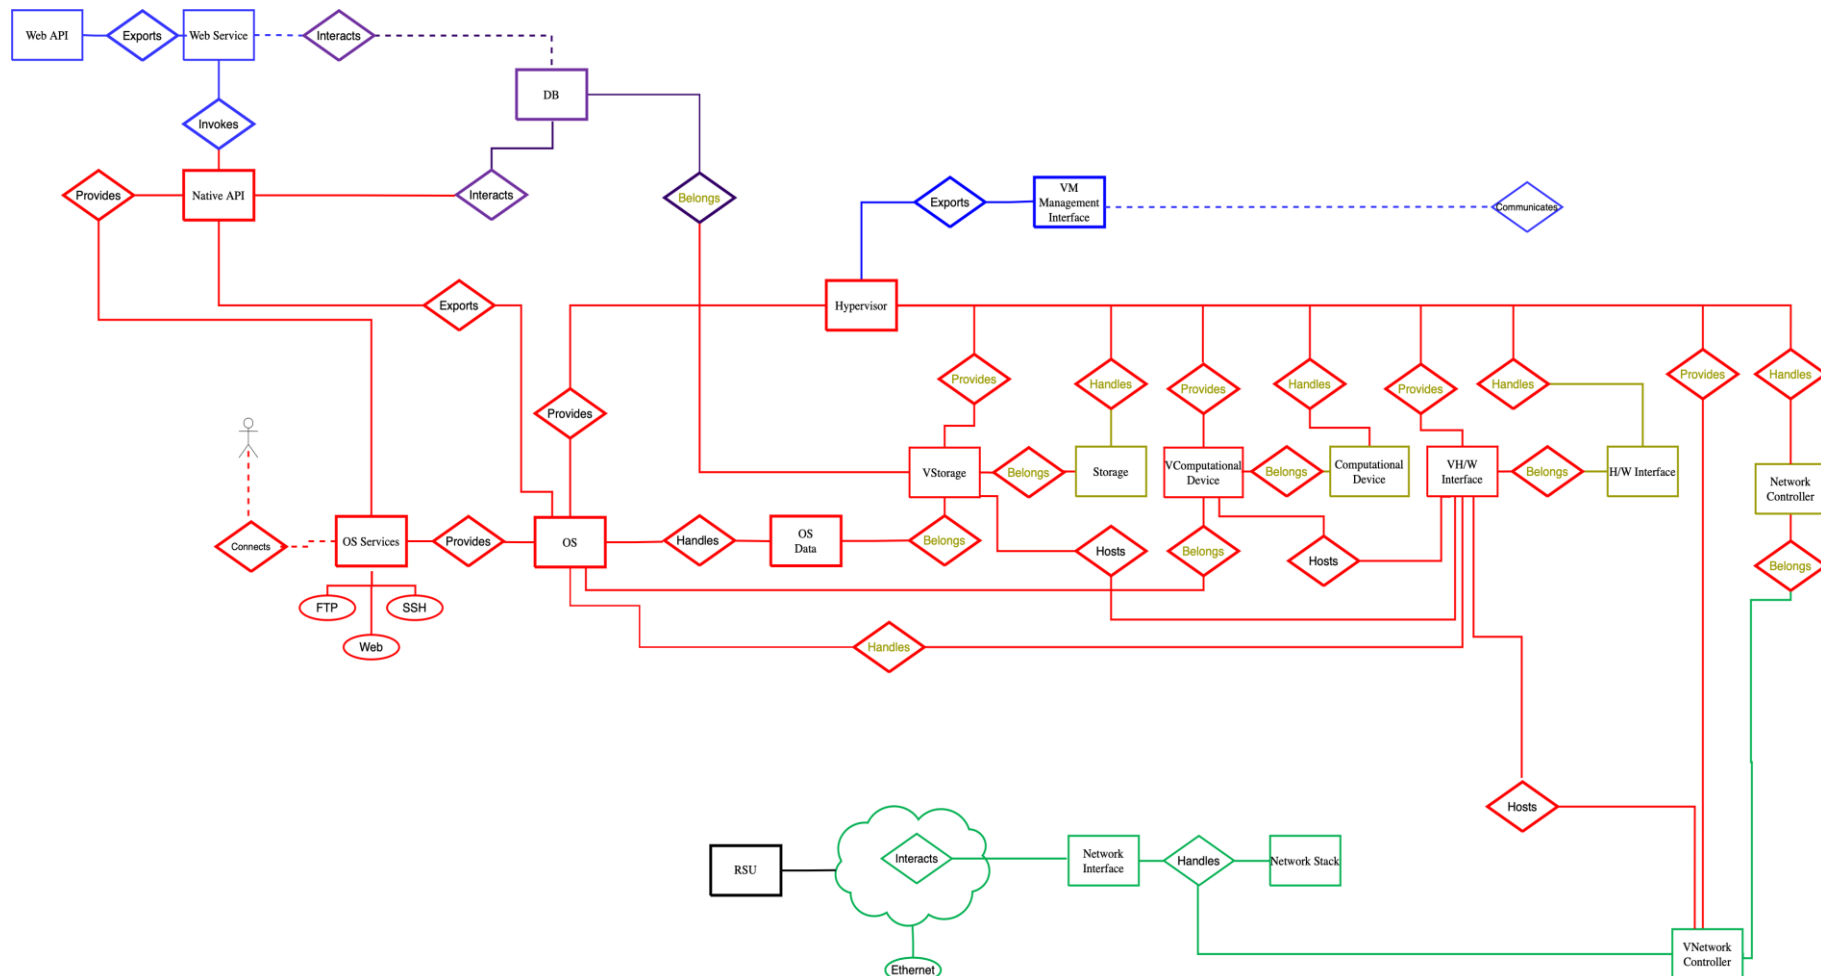 Web API
Exports
Web Service
Interacts
DB
Invokes
Provides
Native API
Interacts
Belongs
Exports
VM
Management
Interface
Communicates
Exports
Hypervisor
Provides
Provides
Handles
Provides
Handles
Provides
Handles
Provides
Handles
VStorage
Belongs
Storage
VComputational
Device
Belongs
Computational
Device
VH/W
Interface
Belongs
H/W Interface
Network
Controller
Connects
OS Services
Provides
OS
Handles
OS
Data
Belongs
Hosts
Belongs
Hosts
Belongs
FTP
SSH
Web
Handles
Hosts
RSU
Interacts
Network
Interface
Handles
Network Stack
VNetwork
Controller
Ethernet